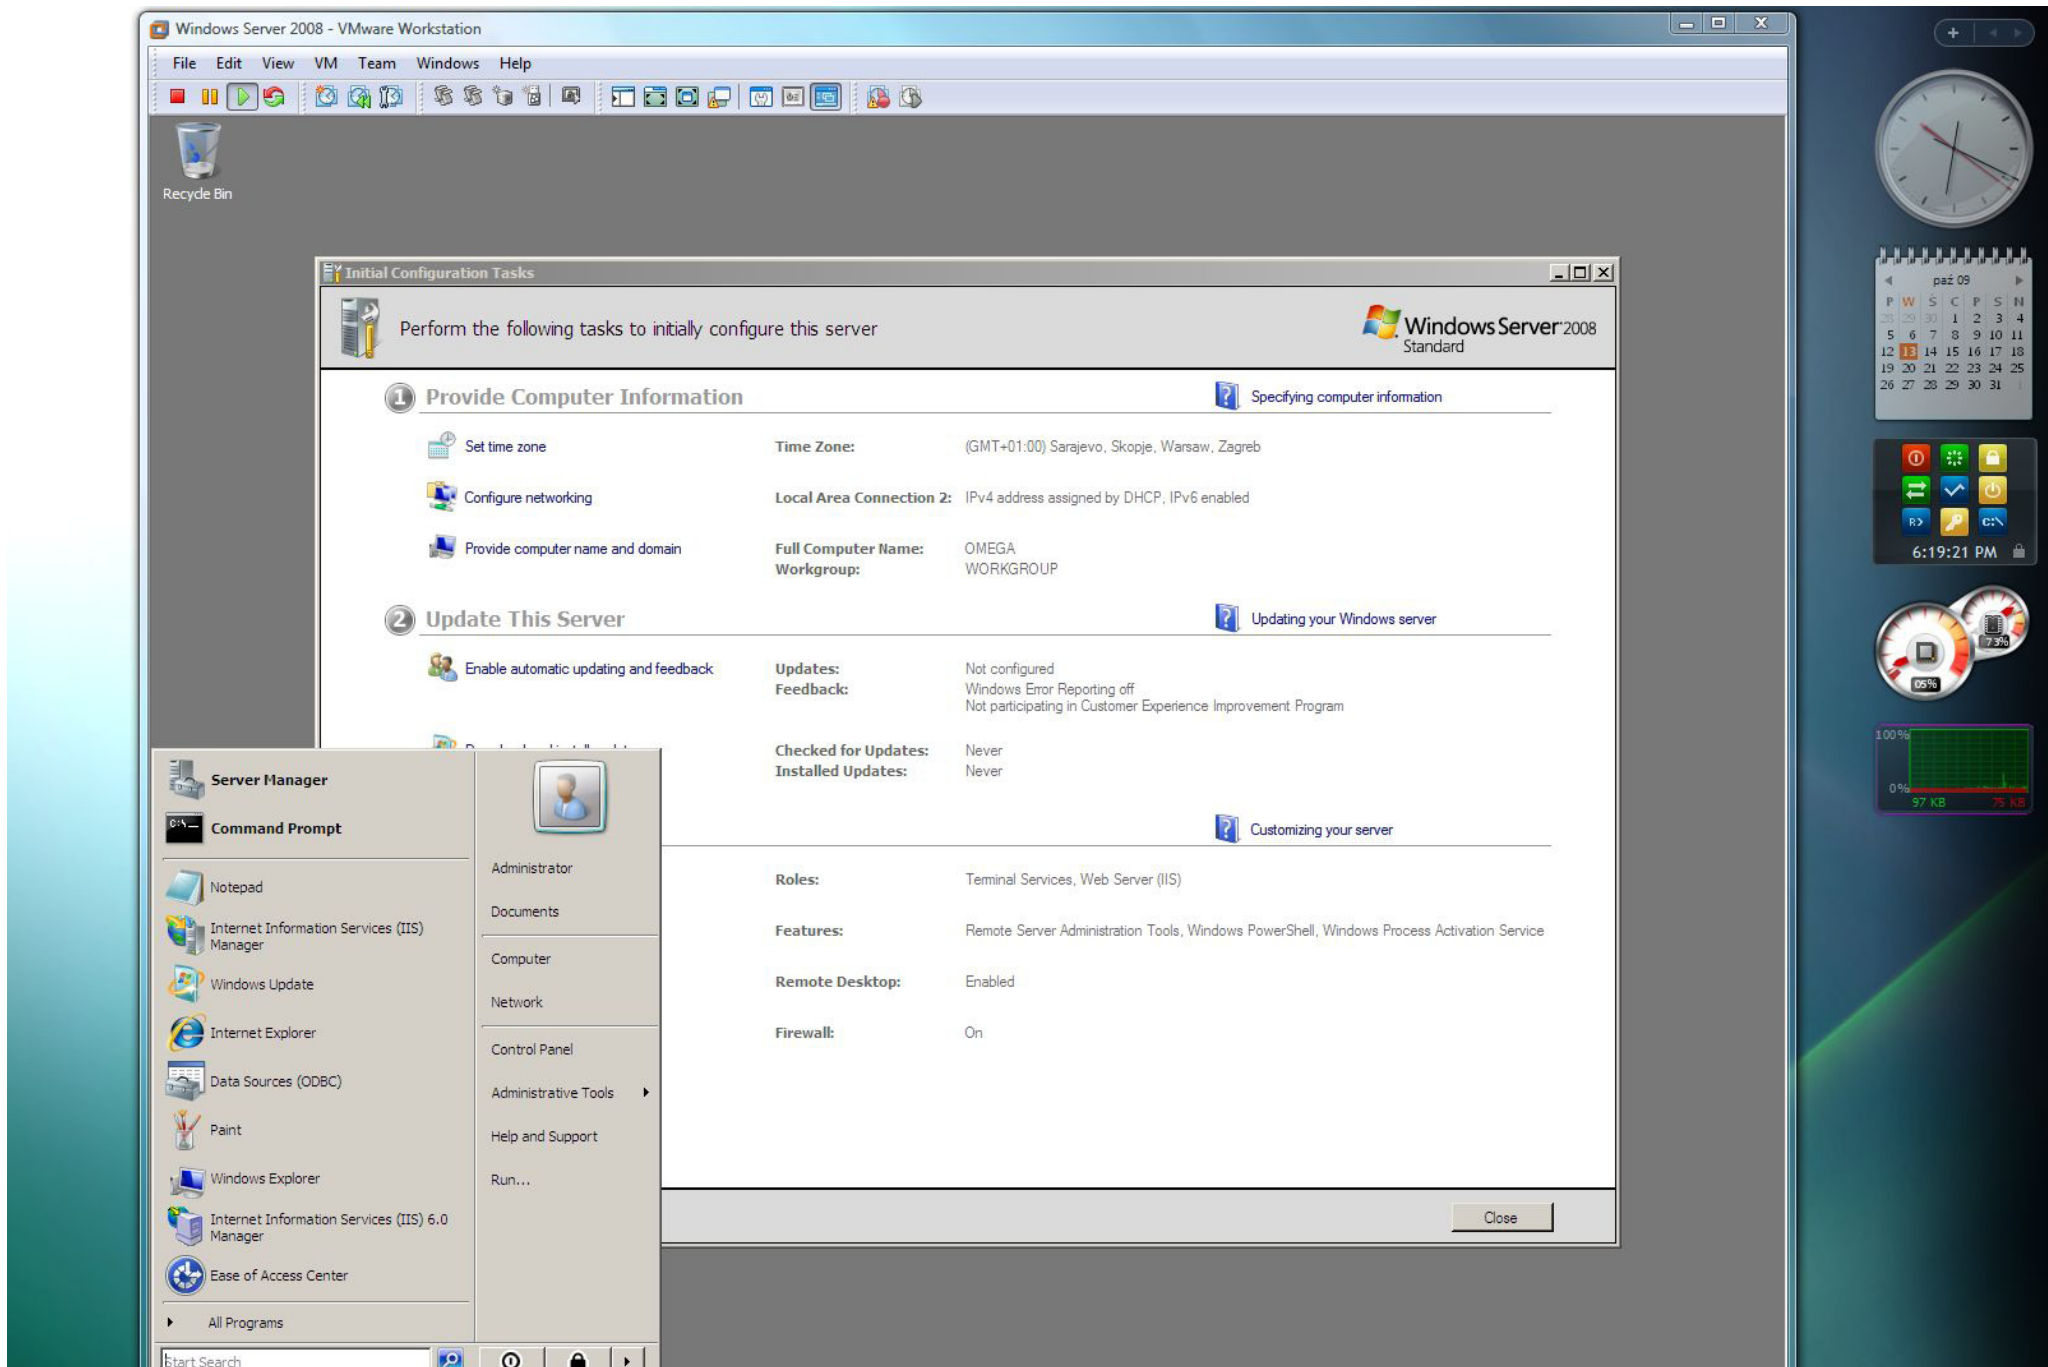 Windows Server 2008 - VMware Workstation
File Edit View VM Team Windows Help
Recycle Bin
Initial Configuration Tasks
Perform the following tasks to initially configure this server
Windows Server 2008
Standard
1 Provide Computer Information
Specifying computer information
Set time zone
Time Zone: (GMT+01:00) Sarajevo, Skopje, Warsaw, Zagreb
Configure networking
Local Area Connection 2: IPv4 address assigned by DHCP, IPv6 enabled
Provide computer name and domain
Full Computer Name: OMEGA
Workgroup: WORKGROUP
2 Update This Server
Updating your Windows server
Enable automatic updating and feedback
Updates: Not configured
Feedback: Windows Error Reporting off
Not participating in Customer Experience Improvement Program
Checked for Updates: Never
Installed Updates: Never
Customizing your server
Roles: Terminal Services, Web Server (IIS)
Features: Remote Server Administration Tools, Windows PowerShell, Windows Process Activation Service
Remote Desktop: Enabled
Firewall: On
Close
Server Manager
C:\
Command Prompt
Notepad
Internet Information Services (IIS)
Manager
Windows Update
Internet Explorer
Data Sources (ODBC)
Paint
Windows Explorer
Internet Information Services (IIS) 6.0
Manager
Ease of Access Center
All Programs
Start Search
Administrator
Documents
Computer
Network
Control Panel
Administrative Tools
Help and Support
Run...
paź 09
P W Ś C P S N
28 29 30 1 2 3 4
5 6 7 8 9 10 11
12 13 14 15 16 17 18
19 20 21 22 23 24 25
26 27 28 29 30 31 1
R> C:\
6:19:21 PM
73%
05%
100%
0%
97 KB 75 KB